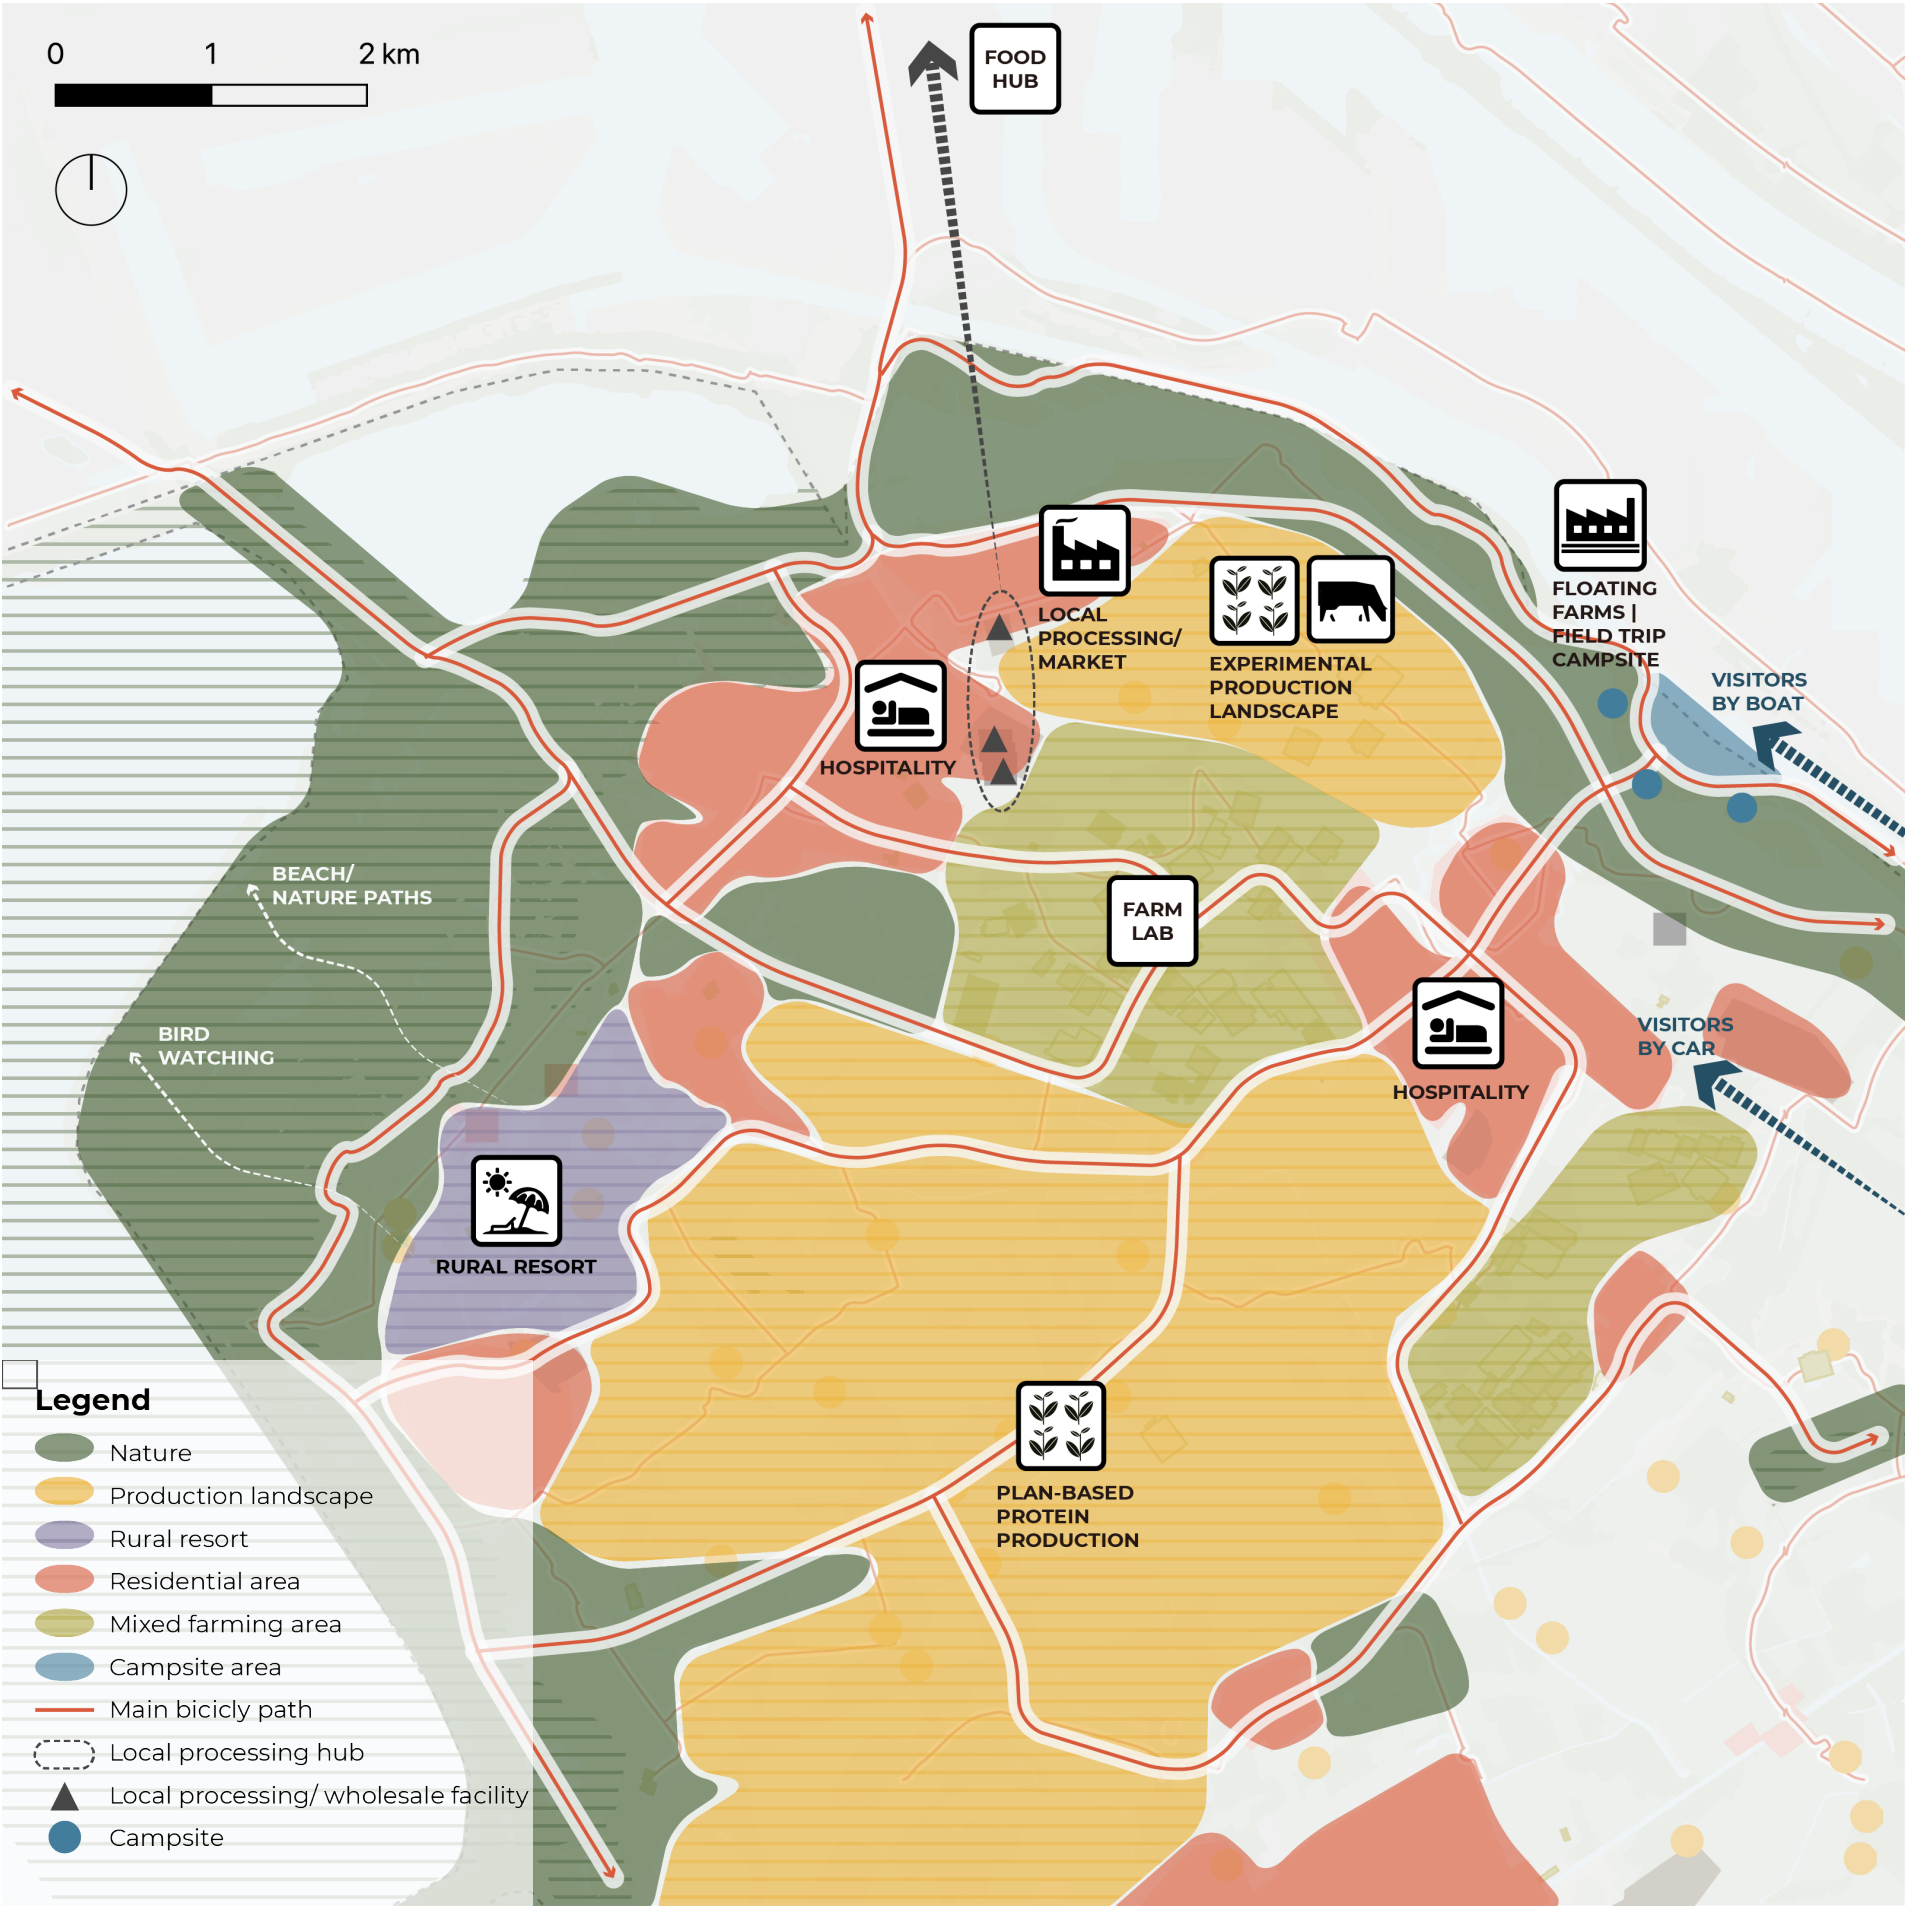 0 1 2 km
FOOD
HUB
LOCAL
PROCESSING/
MARKET
EXPERIMENTAL
PRODUCTION
LANDSCAPE
FLOATING
FARMS |
FIELD TRIP
CAMPSITE
VISITORS
BY BOAT
HOSPITALITY
BEACH/
NATURE PATHS
FARM
LAB
BIRD
WATCHING
VISITORS
BY CAR
HOSPITALITY
RURAL RESORT
PLAN-BASED
PROTEIN
PRODUCTION
Legend
Nature
Production landscape
Rural resort
Residential area
Mixed farming area
Campsite area
Main bicicly path
Local processing hub
Local processing/ wholesale facility
Campsite